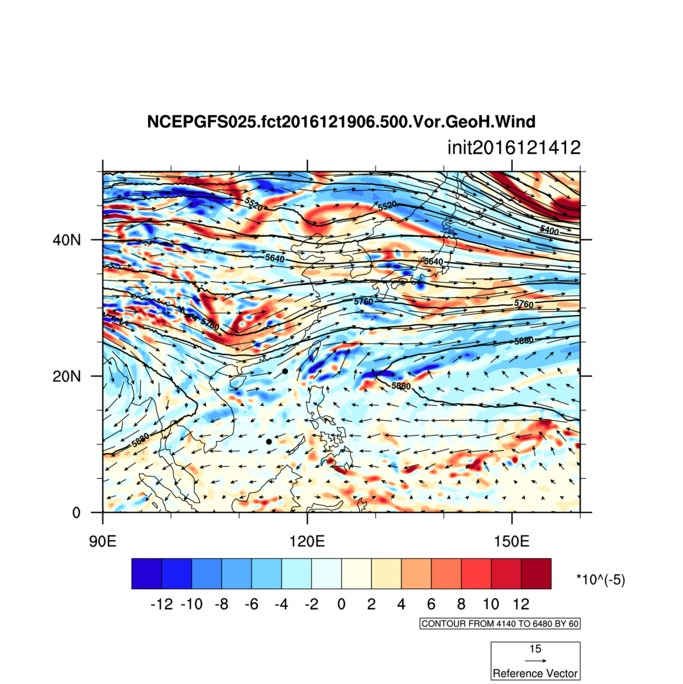 NCEPGFS025.fct2016121906.500.Vor.GeoH.Wind
init2016121412
5520
5520
5400
40N
5640
5640
5760
5760
5760
5880
20N
5880
5880
0
90E 120E 150E
-12 -10 -8 -6 -4 -2 0 2 4 6 8 10 12
*10^(-5)
CONTOUR FROM 4140 TO 6480 BY 60
15
Reference Vector